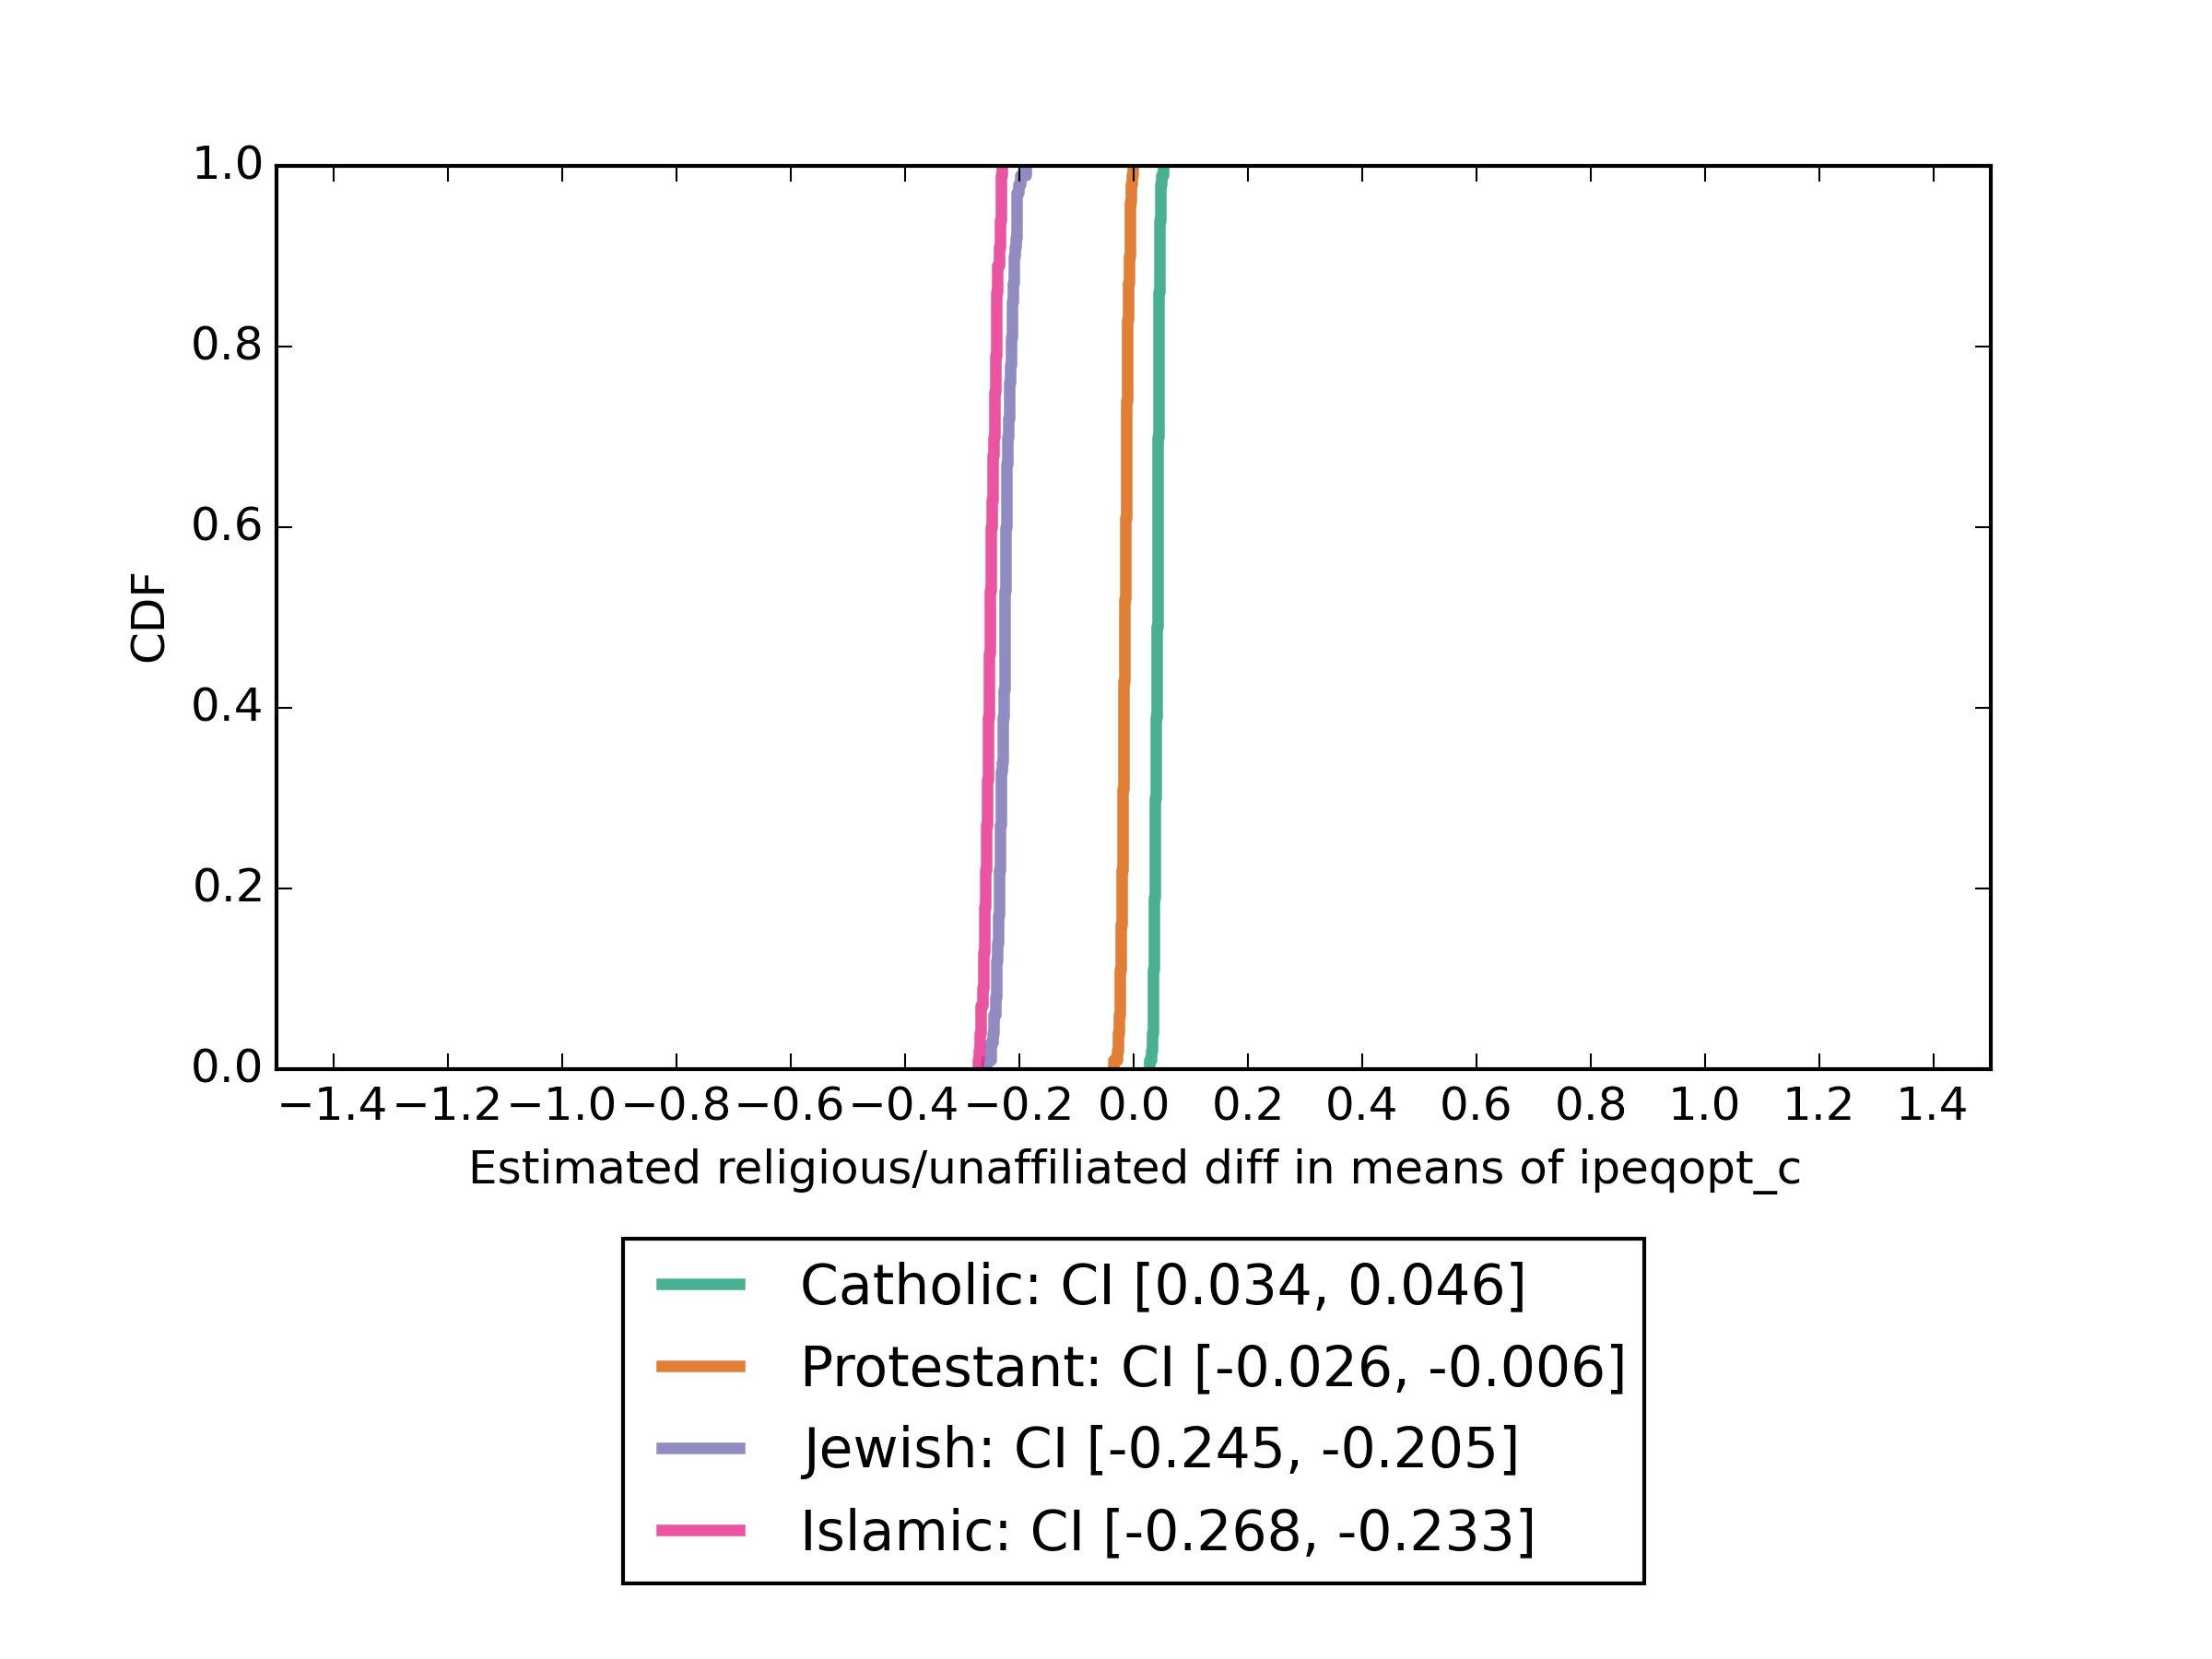 1.0
0.8
0.6
0.4
0.2
0.0
CDF
−1.4 −1.2 −1.0 −0.8 −0.6 −0.4 −0.2 0.0 0.2 0.4 0.6 0.8 1.0 1.2 1.4
Estimated religious/unaffiliated diff in means of ipeqopt_c
Catholic: CI [0.034, 0.046]
Protestant: CI [-0.026, -0.006]
Jewish: CI [-0.245, -0.205]
Islamic: CI [-0.268, -0.233]